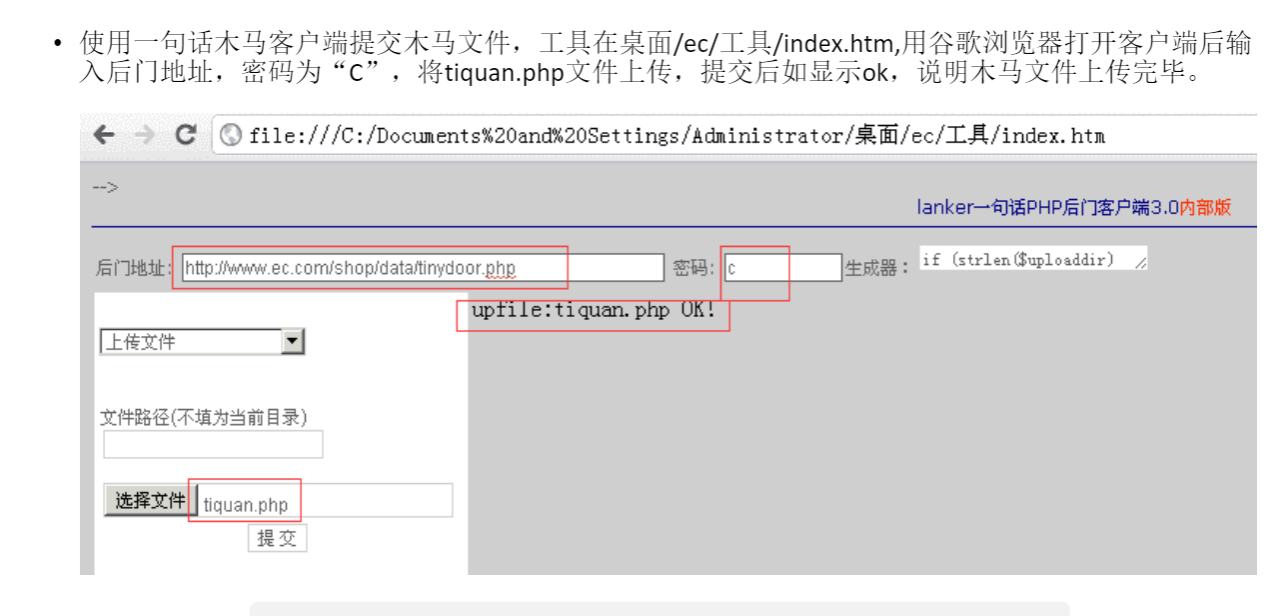 • 使用一句话木马客户端提交木马文件，工具在桌面/ec/工具/index.htm,用谷歌浏览器打开客户端后输
入后门地址，密码为“C”，将tiquan.php文件上传，提交后如显示ok，说明木马文件上传完毕。
file:///C:/Documents%20and%20Settings/Administrator/桌面/ec/工具/index.htm
-->
lanker一句话PHP后门客户端3.0内部版
后门地址: http://www.ec.com/shop/data/tinydoor.php 密码: c 生成器： if (strlen($uploaddir)
upfile:tiquan.php OK!
上传文件
文件路径(不填为当前目录)
选择文件 tiquan.php
提 交